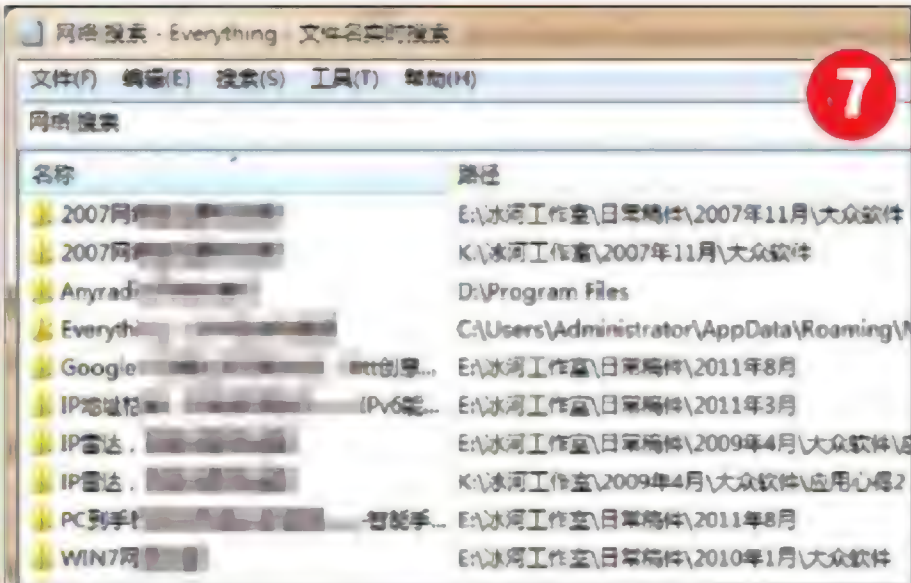 网络 搜索 - Everything - 文件名实时搜索
文件(F) 编辑(E) 搜索(S) 工具(T) 帮助(H)
7
网络 搜索
名称 路径
2007网 E:\冰河工作室\日常稿件\2007年11月\大众软件
2007网 K:\冰河工作室\2007年11月\大众软件
Anyradi D:\Program Files
Everyth C:\Users\Administrator\AppData\Roaming\
Google 创意... E:\冰河工作室\日常稿件\2011年8月
IP地址 (IPv6能... E:\冰河工作室\日常稿件\2011年3月
IP雷达， E:\冰河工作室\日常稿件\2009年4月\大众软件\
IP雷达， K:\冰河工作室\2009年4月\大众软件\应用心得2
PC到手 -智能手... E:\冰河工作室\日常稿件\2011年8月
WIN7网 E:\冰河工作室\日常稿件\2010年1月\大众软件